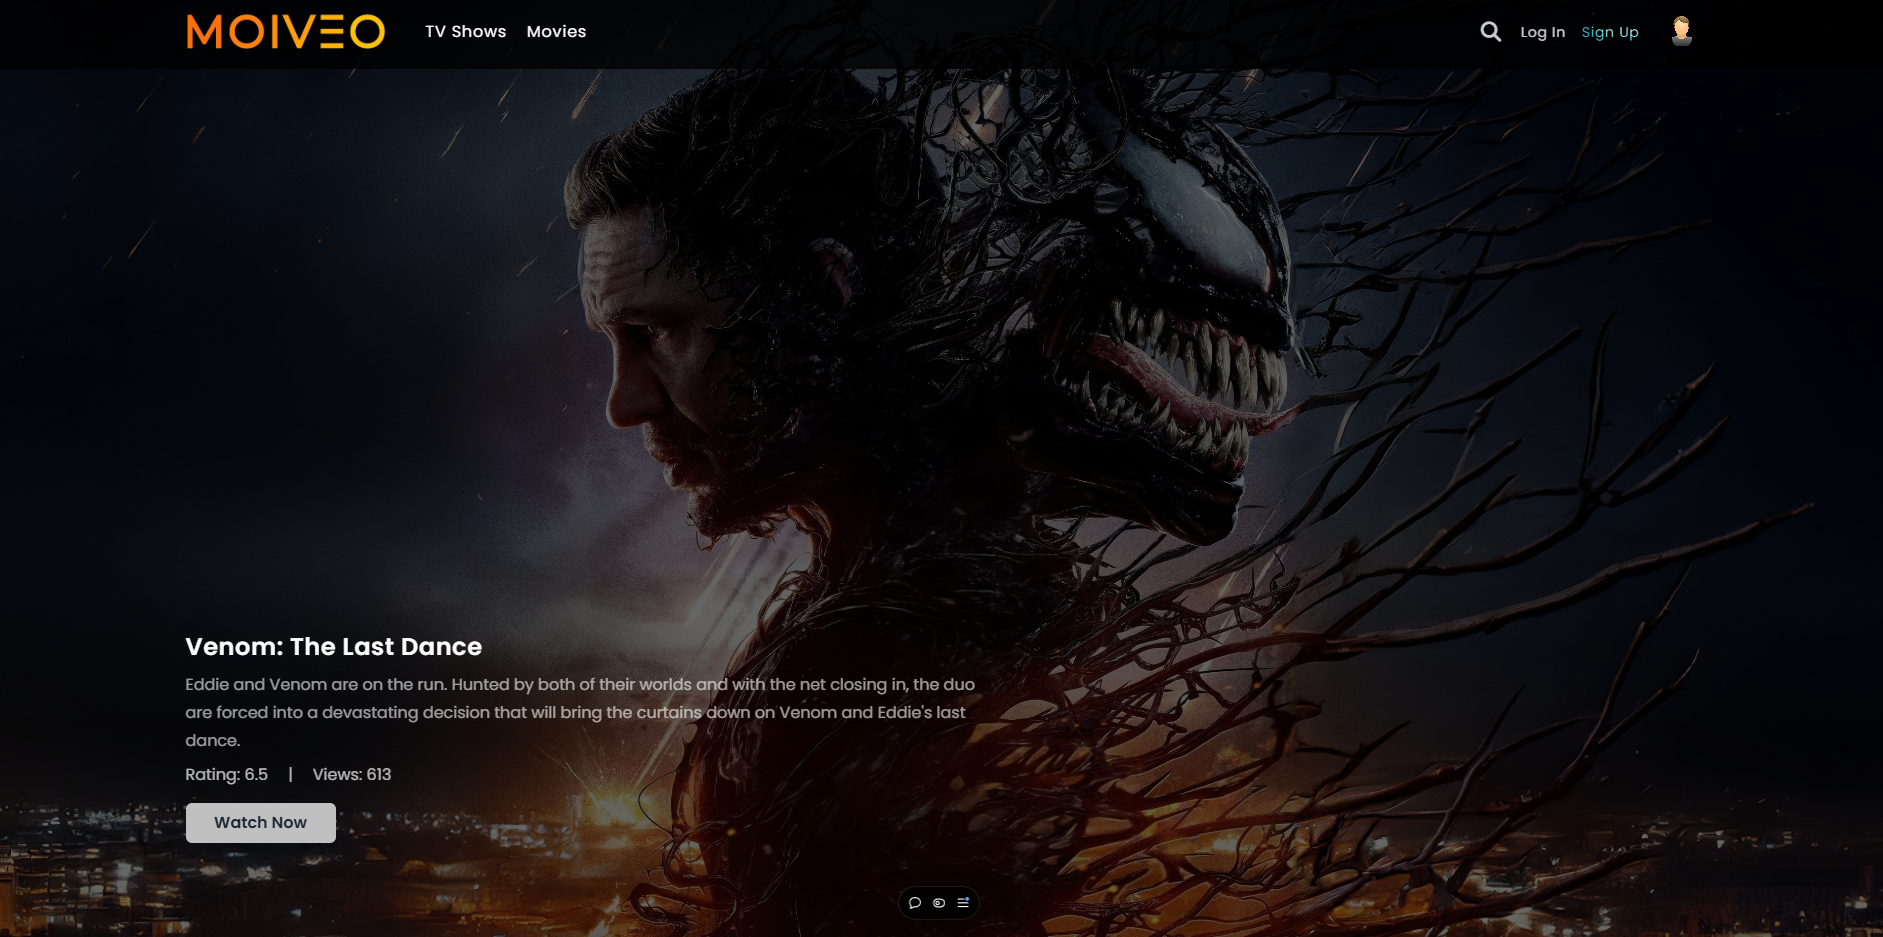 MOIVEO TV Shows Movies Log In Sign Up
Venom: The Last Dance
Eddie and Venom are on the run. Hunted by both of their worlds and with the net closing in, the duo
are forced into a devastating decision that will bring the curtains down on Venom and Eddie's last
dance.
Rating: 6.5 | Views: 613
Watch Now